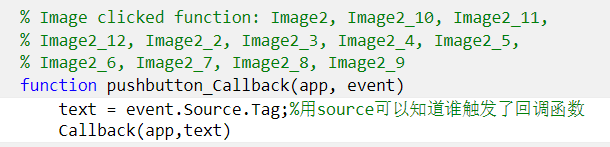 % Image clicked function: Image2, Image2_10, Image2_11,
% Image2_12, Image2_2, Image2_3, Image2_4, Image2_5,
% Image2_6, Image2_7, Image2_8, Image2_9
function pushbutton_Callback(app, event)
text = event.Source.Tag;%用source可以知道谁触发了回调函数
Callback(app,text)